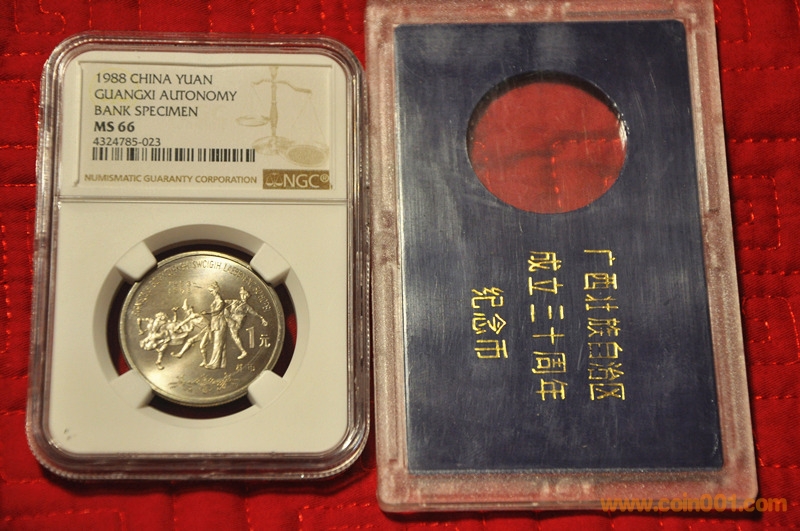 1988 CHINA YUAN
GUANGXI AUTONOMY
BANK SPECIMEN
MS 66
4324785-023
NUMISMATIC GUARANTY CORPORATION
NGC®
1元
广西壮族自治区
成立三十周年
纪念币
www.coin001.com